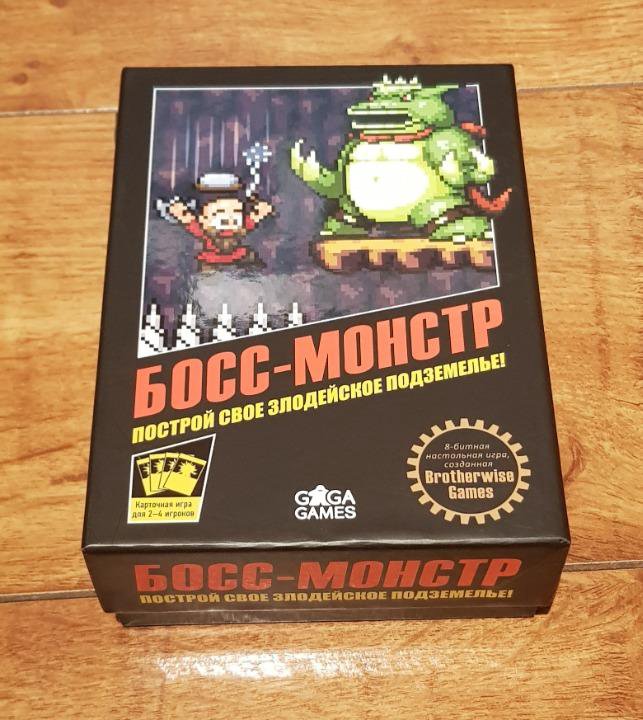 БОСС-МОНСТР
ПОСТРОЙ СВОЕ ЗЛОДЕЙСКОЕ ПОДЗЕМЕЛЬЕ!
Карточная игра
для 2–4 игроков
GAGA
GAMES
8-битная
настольная игра,
созданная
Brotherwise
Games
БОСС-МОНСТР
ПОСТРОЙ СВОЕ ЗЛОДЕЙСКОЕ ПОДЗЕМЕЛЬЕ!